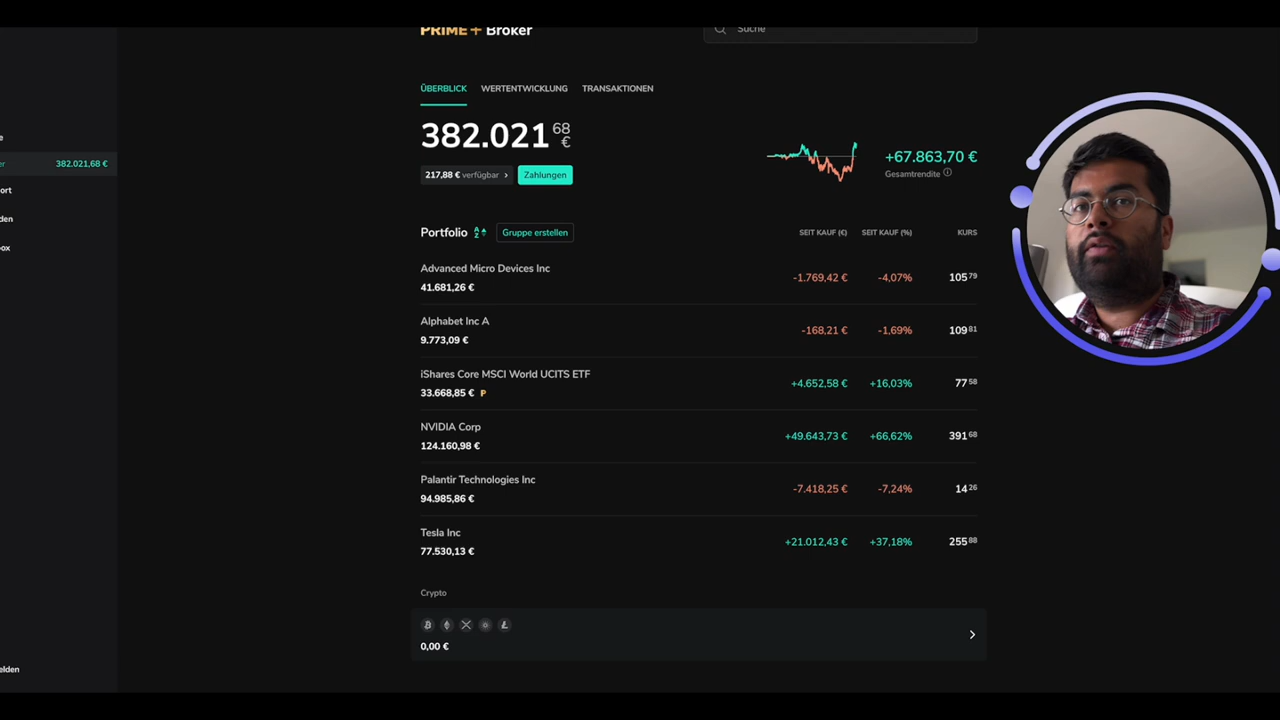 PRIME+ Broker
Suche
ÜBERBLICK WERTENTWICKLUNG TRANSAKTIONEN
382.021 68 €
217,88 € verfügbar > Zahlungen
+67.863,70 €
Gesamtrendite
382.021,68 €
Portfolio A Z Gruppe erstellen SEIT KAUF (€) SEIT KAUF (%) KURS
Advanced Micro Devices Inc
41.681,26 €
-1.769,42 € -4,07% 105 79
Alphabet Inc A
9.773,09 €
-168,21 € -1,69% 109 81
iShares Core MSCI World UCITS ETF
33.668,85 € P
+4.652,58 € +16,03% 77 58
NVIDIA Corp
124.160,98 €
+49.643,73 € +66,62% 391 68
Palantir Technologies Inc
94.985,86 €
-7.418,25 € -7,24% 14 26
Tesla Inc
77.530,13 €
+21.012,43 € +37,18% 255 88
Crypto
0,00 €